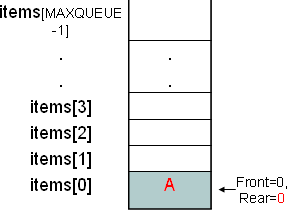 items[MAXQUEUE
-1]
. .
. .
items[3]
items[2]
items[1]
items[0] A Front=0,
Rear=0